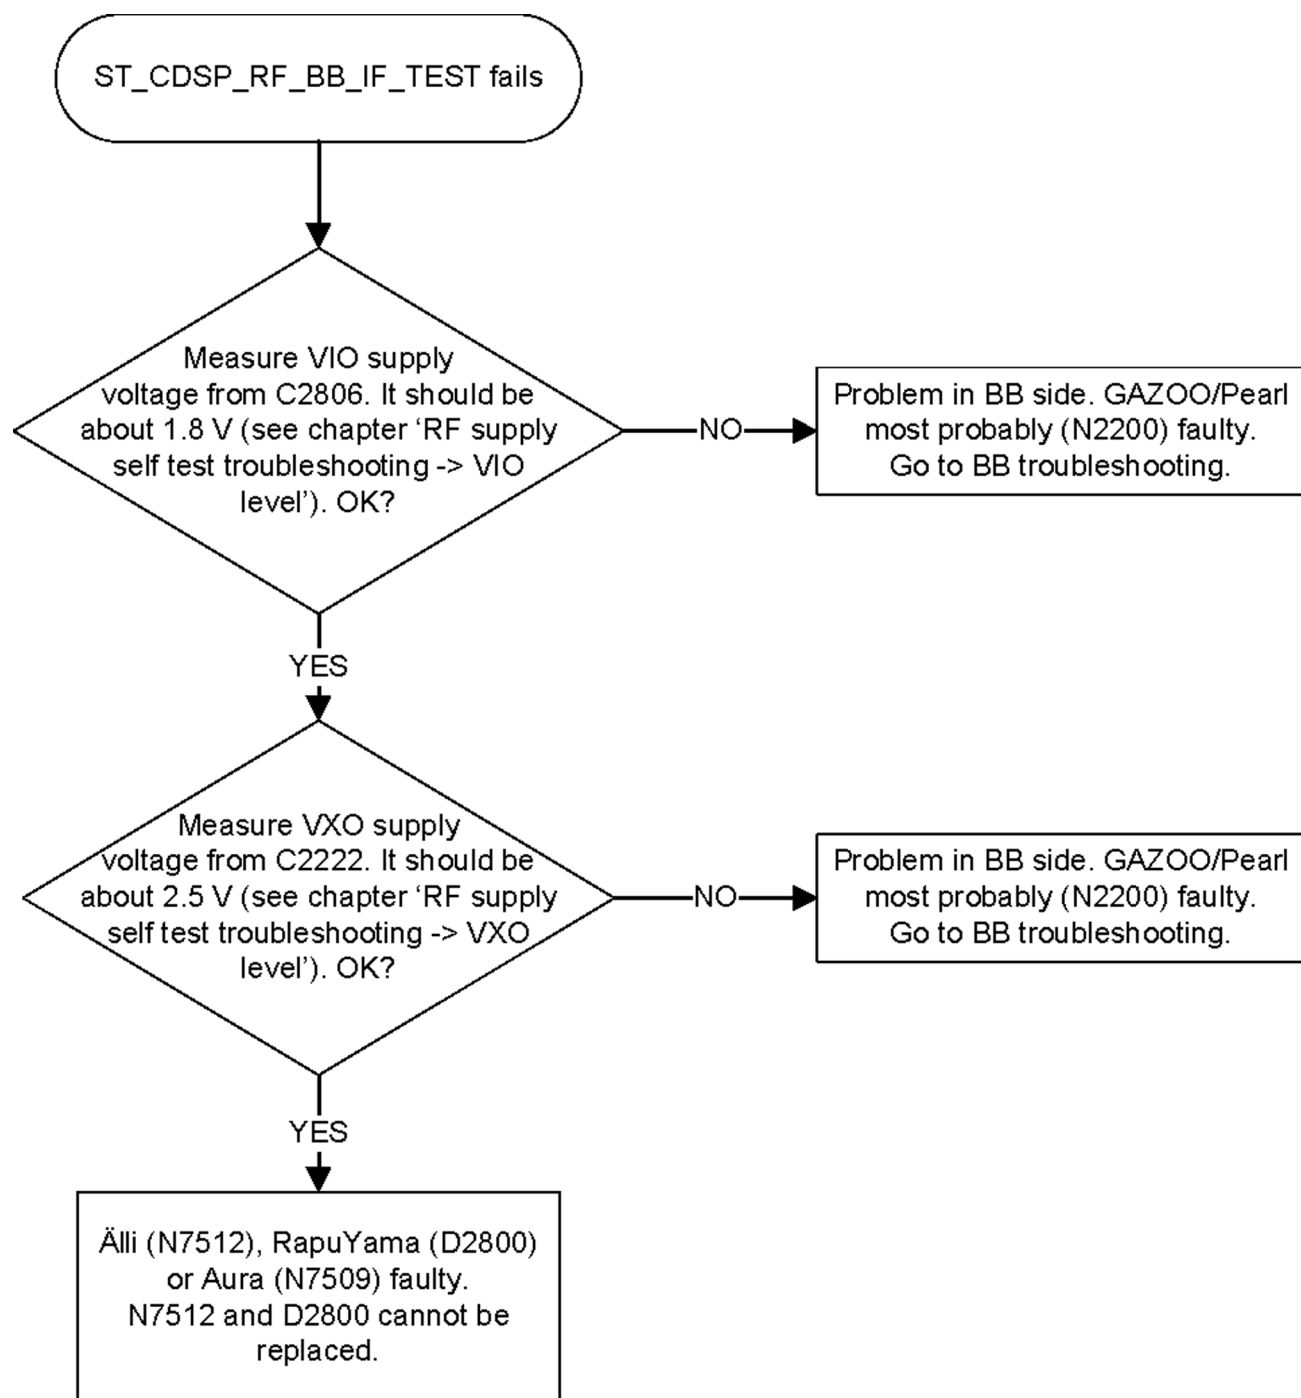 ST_CDSP_RF_BB_IF_TEST fails
Measure VIO supply
voltage from C2806. It should be
about 1.8 V (see chapter ‘RF supply
self test troubleshooting -> VIO
level’). OK?
NO
Problem in BB side. GAZOO/Pearl
most probably (N2200) faulty.
Go to BB troubleshooting.
YES
Measure VXO supply
voltage from C2222. It should be
about 2.5 V (see chapter ‘RF supply
self test troubleshooting -> VXO
level’). OK?
NO
Problem in BB side. GAZOO/Pearl
most probably (N2200) faulty.
Go to BB troubleshooting.
YES
Älli (N7512), RapuYama (D2800)
or Aura (N7509) faulty.
N7512 and D2800 cannot be
replaced.